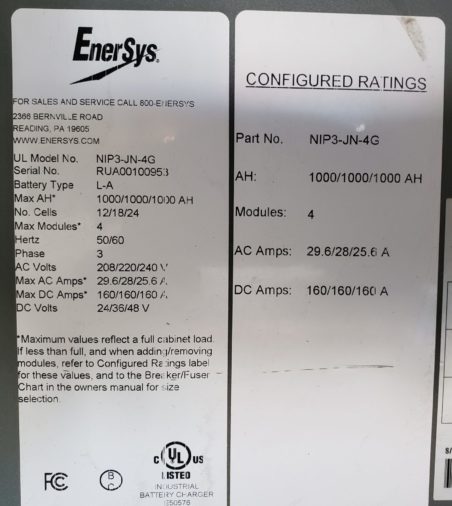 EnerSys.
FOR SALES AND SERVICE CALL 800-ENERSYS
2366 BERNVILLE ROAD
READING, PA 19605
WWW.ENERSYS.COM
UL Model No. NIP3-JN-4G
Serial No. RUA00100953
Battery Type L-A
Max AH* 1000/1000/1000 AH
No. Cells 12/18/24
Max Modules* 4
Hertz 50/60
Phase 3
AC Volts 208/220/240 V
Max AC Amps* 29.6/28/25.6 A
Max DC Amps* 160/160/160 A
DC Volts 24/36/48 V
*Maximum values reflect a full cabinet load.
If less than full, and when adding/removing
modules, refer to Configured Ratings label
for these values, and to the Breaker/Fuser
Chart in the owners manual for size
selection.
FC
B
C
c UL US
LISTED
INDUSTRIAL
BATTERY CHARGER
E50576
CONFIGURED RATINGS
Part No. NIP3-JN-4G
AH: 1000/1000/1000 AH
Modules: 4
AC Amps: 29.6/28/25.6 A
DC Amps: 160/160/160 A
S/